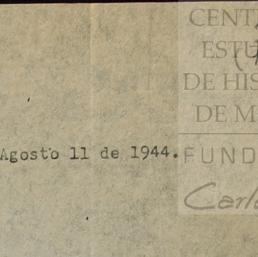 CENT
ESTU
DE HIS
DE M
Agosto 11 de 1944.
FUND
Carl